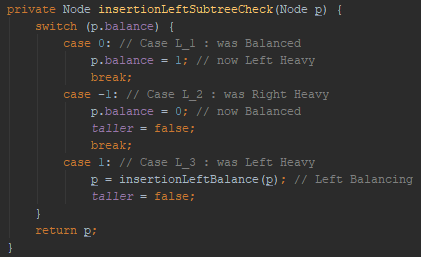 private Node insertionLeftSubtreeCheck(Node p) {
    switch (p.balance) {
        case 0: // Case L_1 : was Balanced
            p.balance = 1; // now Left Heavy
            break;
        case -1: // Case L_2 : was Right Heavy
            p.balance = 0; // now Balanced
            taller = false;
            break;
        case 1: // Case L_3 : was Left Heavy
            p = insertionLeftBalance(p); // Left Balancing
            taller = false;
    }
    return p;
}